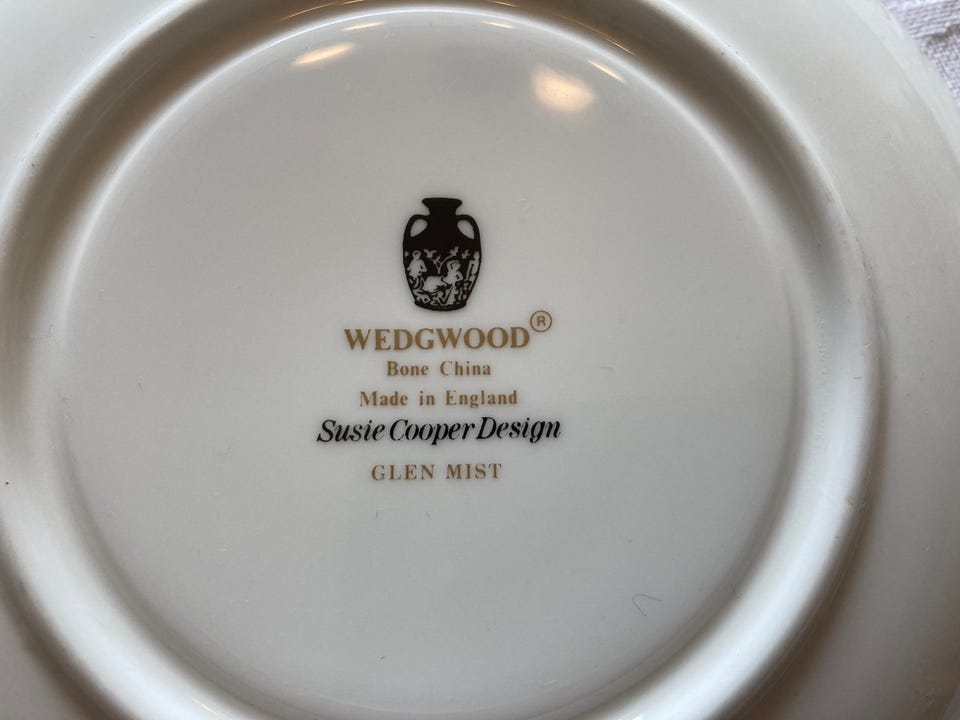 WEDGWOOD®
Bone China
Made in England
Susie Cooper Design
GLEN MIST